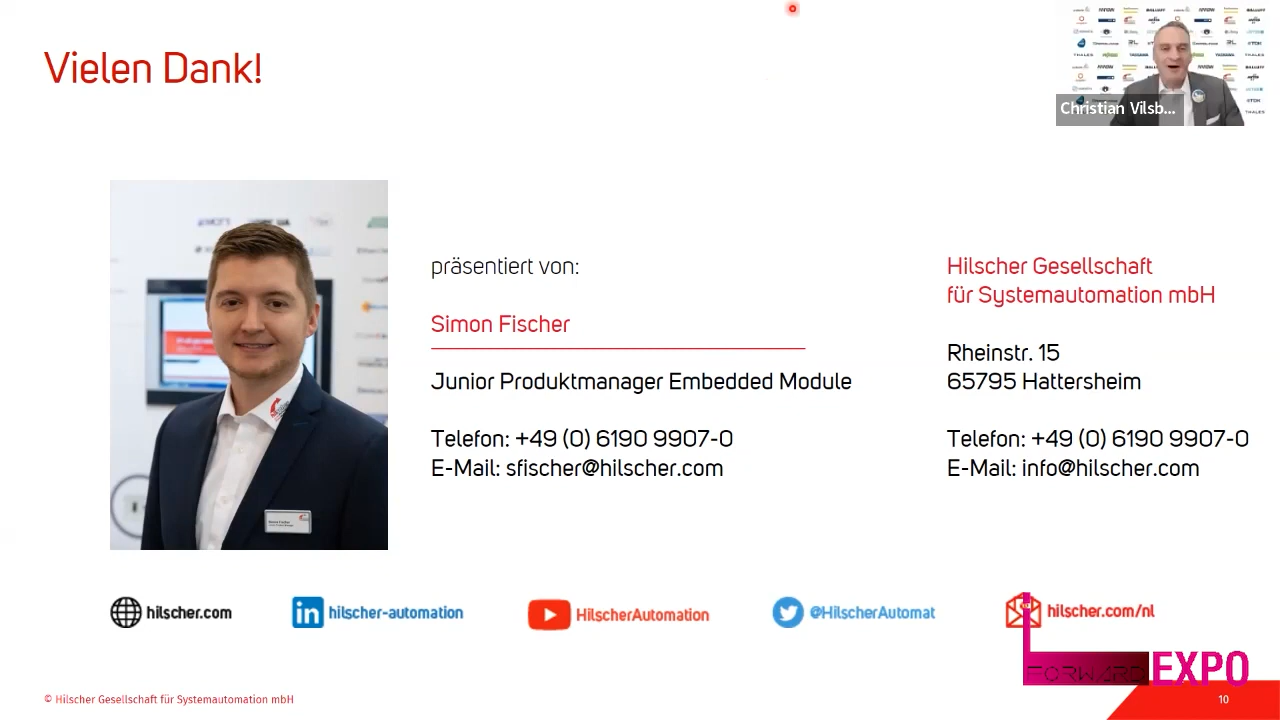 Vielen Dank!
Christian Vilsb...
präsentiert von:
Simon Fischer
Junior Produktmanager Embedded Module
Telefon: +49 (0) 6190 9907-0
E-Mail: sfischer@hilscher.com
Hilscher Gesellschaft
für Systemautomation mbH
Rheinstr. 15
65795 Hattersheim
Telefon: +49 (0) 6190 9907-0
E-Mail: info@hilscher.com
hilscher.com
hilscher-automation
HilscherAutomation
@HilscherAutomat
hilscher.com/nl
FORWARD EXPO
© Hilscher Gesellschaft für Systemautomation mbH
10